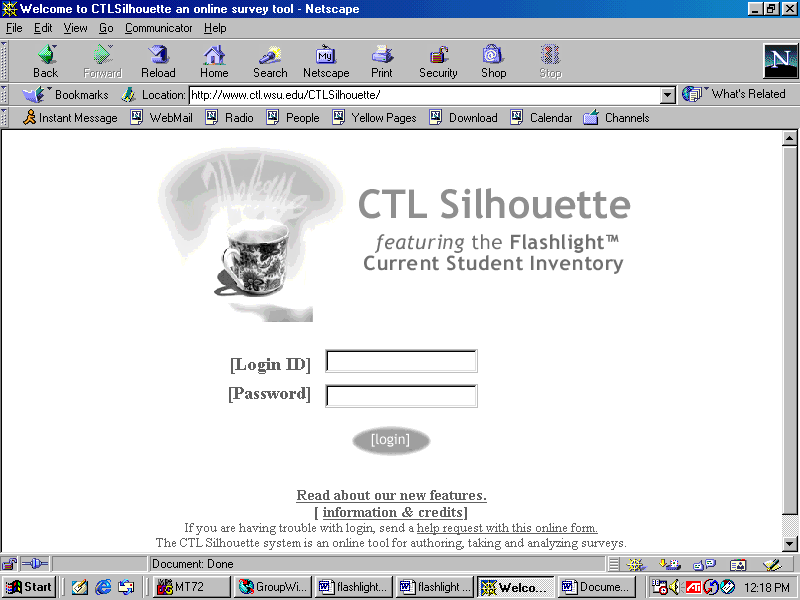 Welcome to CTLSilhouette an online survey tool - Netscape
File Edit View Go Communicator Help
Back Forward Reload Home Search Netscape Print Security Shop Stop
My
N
Bookmarks Location: http://www.ctl.wsu.edu/CTLSilhouette/ What's Related
Instant Message WebMail Radio People Yellow Pages Download Calendar Channels
Welcome
CTL Silhouette
featuring the Flashlight™
Current Student Inventory
[Login ID]
[Password]
[login]
Read about our new features.
[ information & credits]
If you are having trouble with login, send a help request with this online form.
The CTL Silhouette system is an online tool for authoring, taking and analyzing surveys.
Document: Done
Start MT72 GroupWi... flashlight... flashlight ... Welco... Docume... 12:18 PM